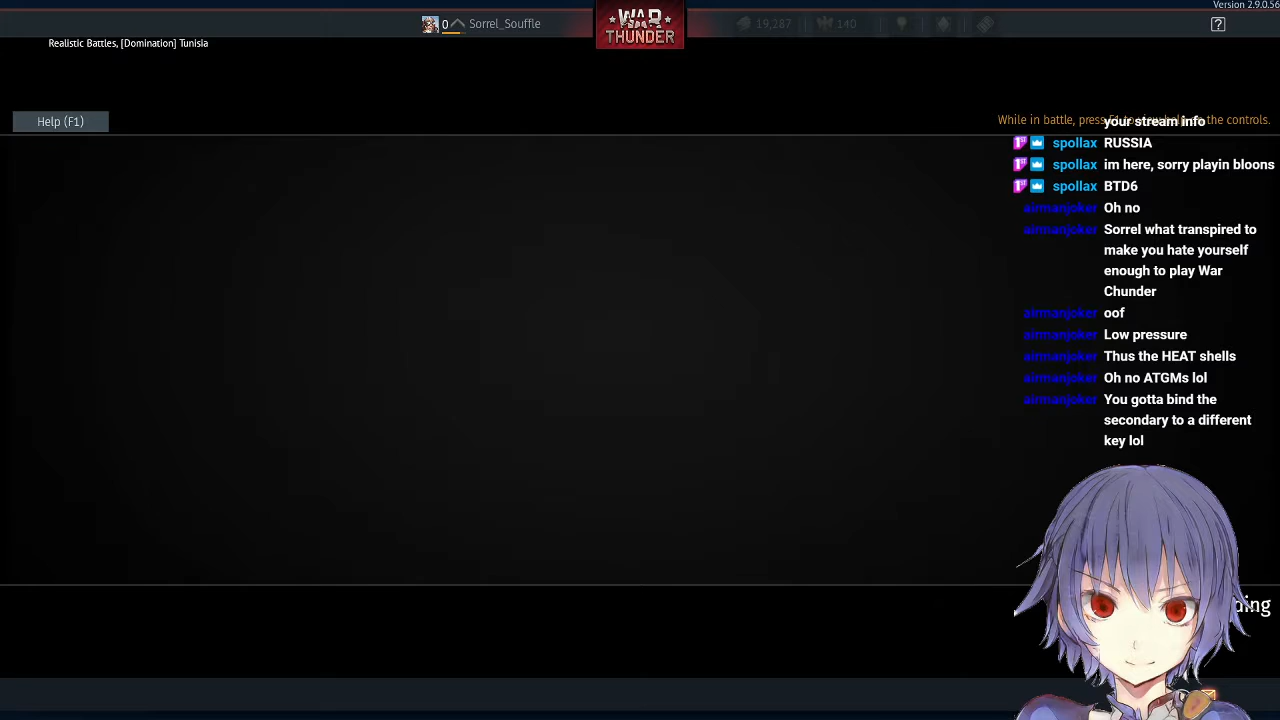 Version 2.9.0.56
0 Sorrel_Souffle
WAR
THUNDER
19,287
140
Realistic Battles, [Domination] Tunisia
Help (F1)
While in battle, press the controls.
your stream info
spollax RUSSIA
spollax im here, sorry playin bloons
spollax BTD6
airmanjoker Oh no
airmanjoker Sorrel what transpired to
make you hate yourself
enough to play War
Chunder
airmanjoker oof
airmanjoker Low pressure
airmanjoker Thus the HEAT shells
airmanjoker Oh no ATGMs lol
airmanjoker You gotta bind the
secondary to a different
key lol